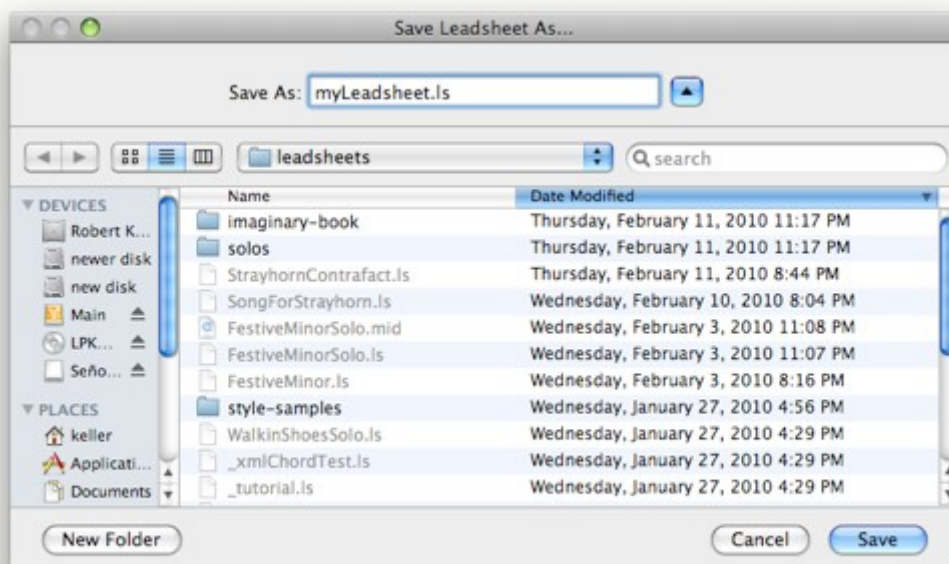 Save Leadsheet As...
Save As: myLeadsheet.ls
leadsheets
search
Name Date Modified
DEVICES
Robert K...
newer disk
new disk
Main
LPK...
Seño...
PLACES
keller
Applicati...
Documents
imaginary-book Thursday, February 11, 2010 11:17 PM
solos Thursday, February 11, 2010 11:17 PM
StrayhornContrafact.ls Thursday, February 11, 2010 8:44 PM
SongForStrayhorn.ls Wednesday, February 10, 2010 8:04 PM
FestiveMinorSolo.mid Wednesday, February 3, 2010 11:08 PM
FestiveMinorSolo.ls Wednesday, February 3, 2010 11:07 PM
FestiveMinor.ls Wednesday, February 3, 2010 8:16 PM
style-samples Wednesday, January 27, 2010 4:56 PM
WalkinShoesSolo.ls Wednesday, January 27, 2010 4:29 PM
_xmlChordTest.ls Wednesday, January 27, 2010 4:29 PM
_tutorial.ls Wednesday, January 27, 2010 4:29 PM
New Folder Cancel Save